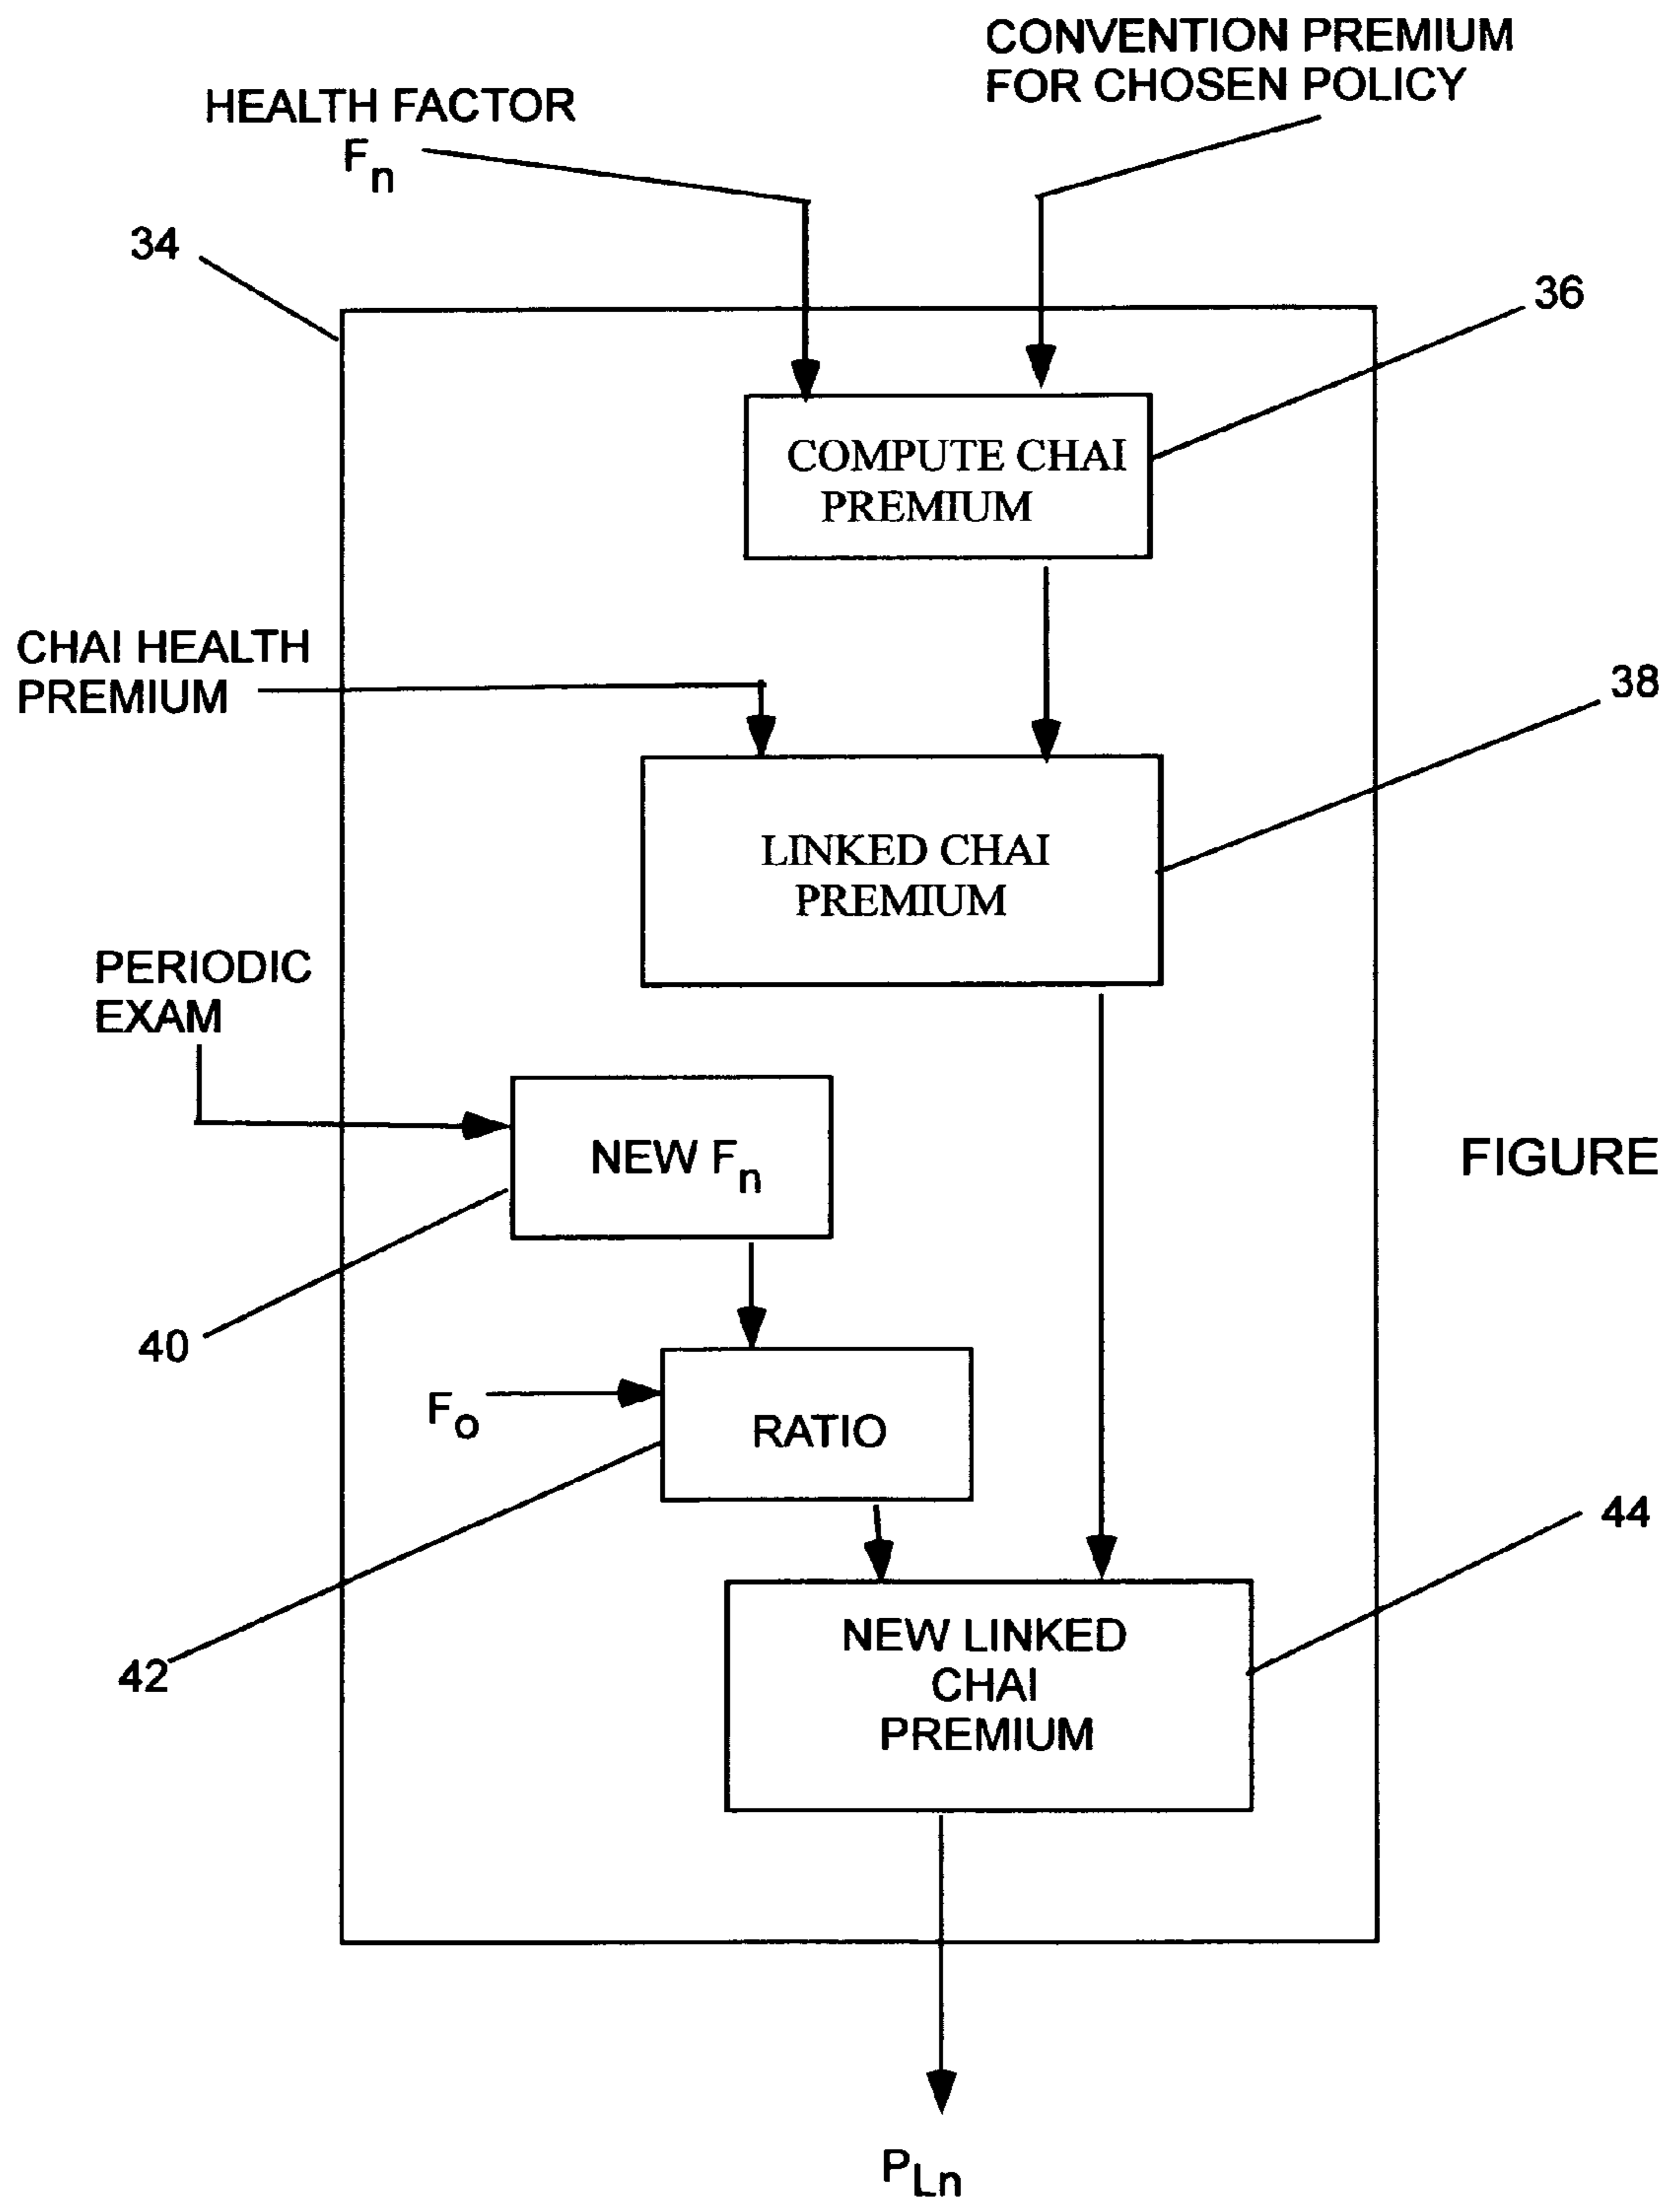 CONVENTION PREMIUM
FOR CHOSEN POLICY
HEALTH FACTOR
Fn
34
36
COMPUTE CHAI
PREMIUM
CHAI HEALTH
PREMIUM
38
LINKED CHAI
PREMIUM
PERIODIC
EXAM
NEW Fn
FIGURE
40
Fo
RATIO
44
42
NEW LINKED
CHAI
PREMIUM
PLn